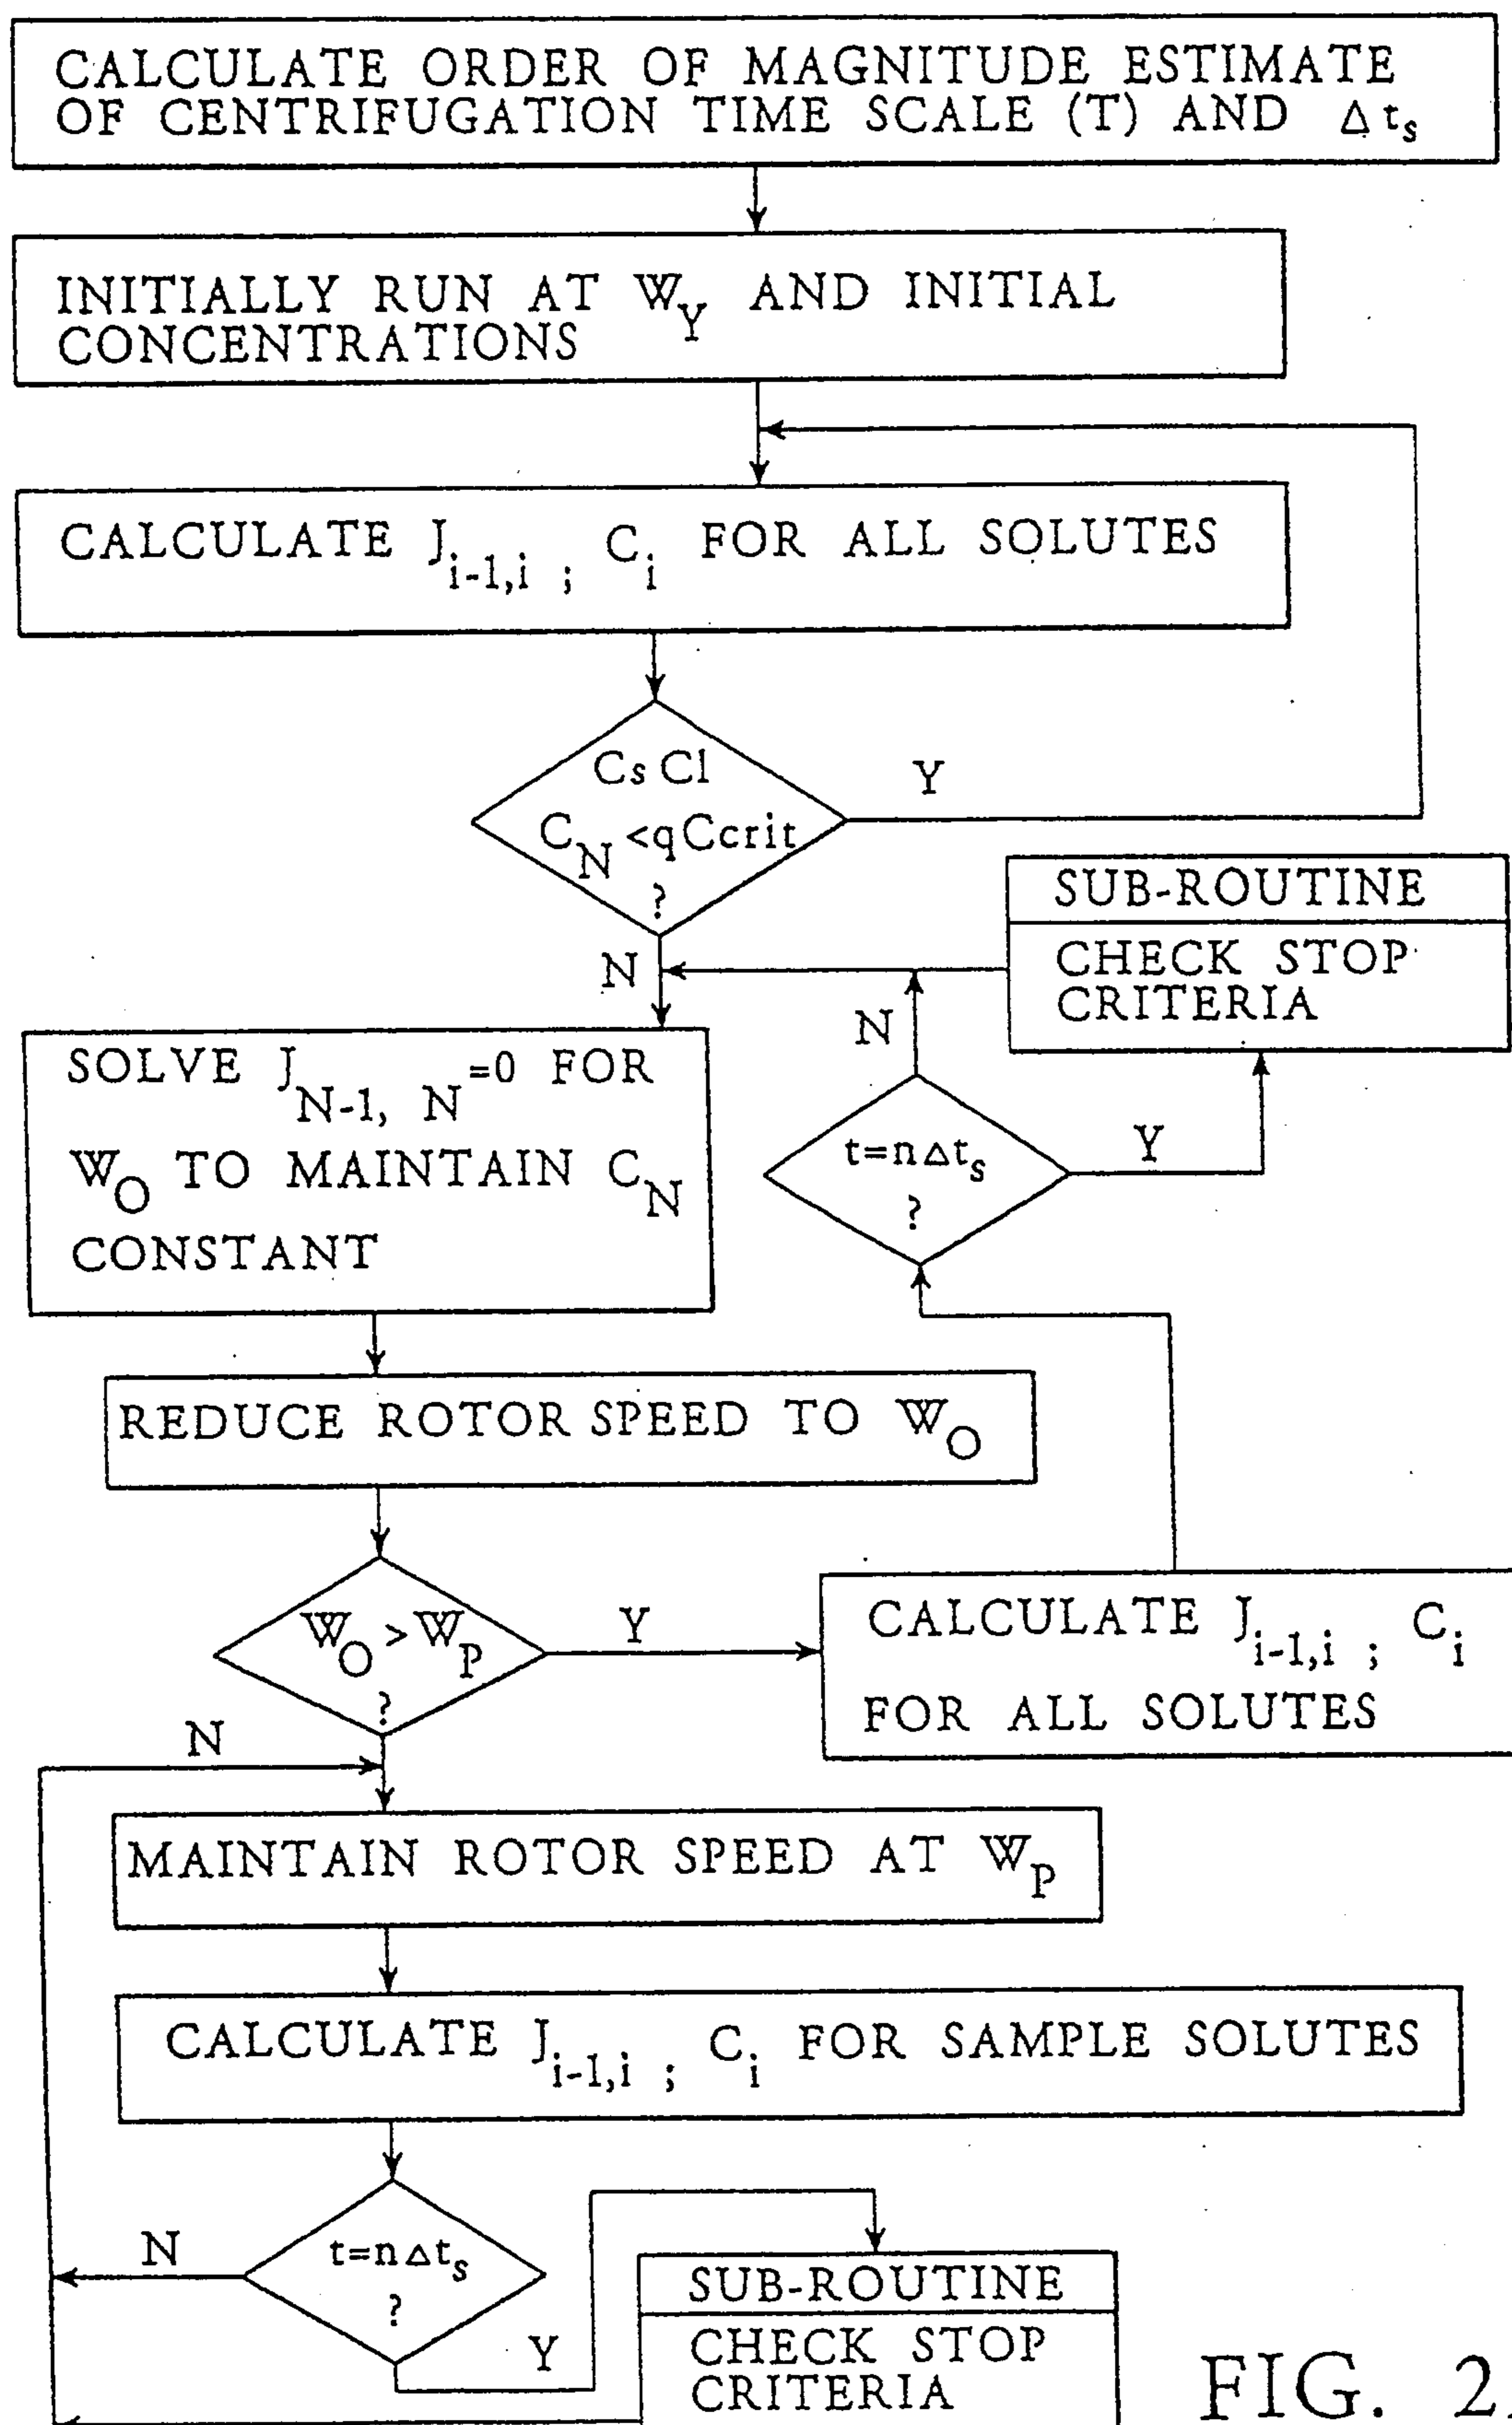 CALCULATE ORDER OF MAGNITUDE ESTIMATE
OF CENTRIFUGATION TIME SCALE (T) AND Δts
INITIALLY RUN AT WY AND INITIAL
CONCENTRATIONS
CALCULATE Ji-1,i ; Ci FOR ALL SOLUTES
CsCl
CN <qCcrit
?
Y
N
SUB-ROUTINE
CHECK STOP
CRITERIA
SOLVE JN-1, N=0 FOR
WO TO MAINTAIN CN
CONSTANT
N
t=nΔts
?
Y
REDUCE ROTOR SPEED TO WO
WO > WP
?
Y
N
CALCULATE Ji-1,i ; Ci
FOR ALL SOLUTES
MAINTAIN ROTOR SPEED AT WP
CALCULATE Ji-1,i ; Ci FOR SAMPLE SOLUTES
N
t=nΔts
?
Y
SUB-ROUTINE
CHECK STOP
CRITERIA
FIG. 2.